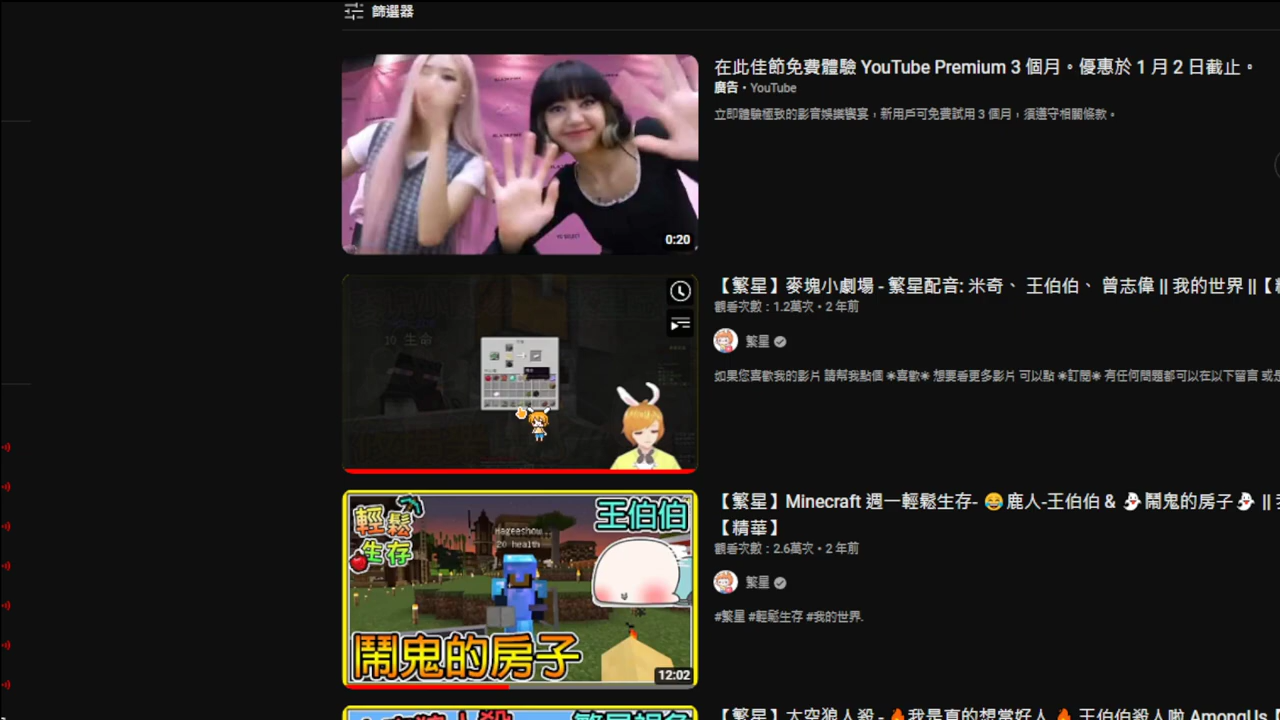 篩選器
在此佳節免費體驗 YouTube Premium 3 個月。優惠於 1 月 2 日截止。
廣告・YouTube
立即體驗極致的影音娛樂饗宴，新用戶可免費試用 3 個月，須遵守相關條款。
0:20
【繁星】麥塊小劇場 - 繁星配音: 米奇、 王伯伯、 曾志偉 || 我的世界 ||【精
觀看次數：1.2萬次・2 年前
繁星
如果您喜歡我的影片 請幫我點個 ✳喜歡✳ 想要看更多影片 可以點 ✳訂閱✳ 有任何問題都可以在以下留言 或是
10 生命
【繁星】Minecraft 週一輕鬆生存- 😂鹿人-王伯伯 & 👻鬧鬼的房子👻 || 我
【精華】
觀看次數：2.6萬次・2 年前
繁星
#繁星 #輕鬆生存 #我的世界.
輕鬆
生存
王伯伯
Hageeshow
20 health
鬧鬼的房子
12:02
【繁星】太空狼人殺 - 🔥我是真的想當好人 🔥 王伯伯殺人啦 AmongUs |